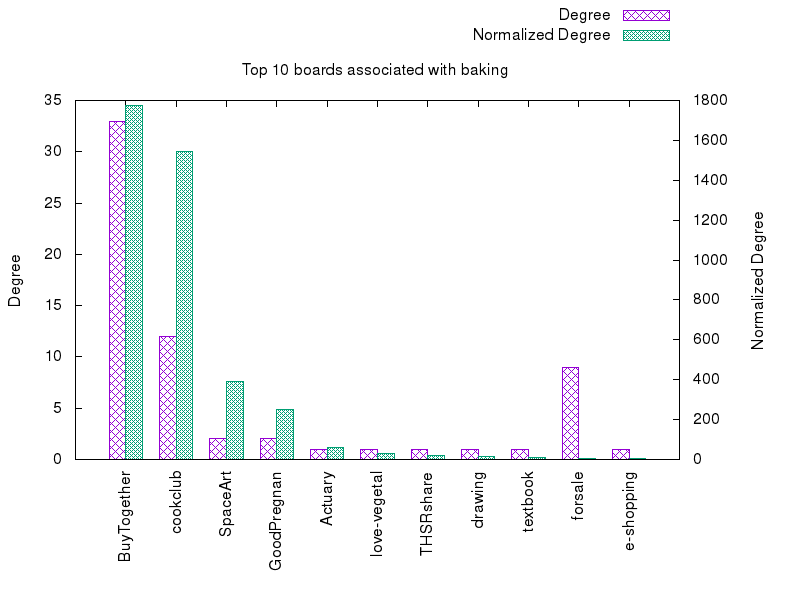 Degree
Normalized Degree
Top 10 boards associated with baking
35
30
25
20
15
10
5
0
1800
1600
1400
1200
1000
800
600
400
200
0
Degree
Normalized Degree
BuyTogether
cookclub
SpaceArt
GoodPregnan
Actuary
love-vegetal
THSRshare
drawing
textbook
forsale
e-shopping